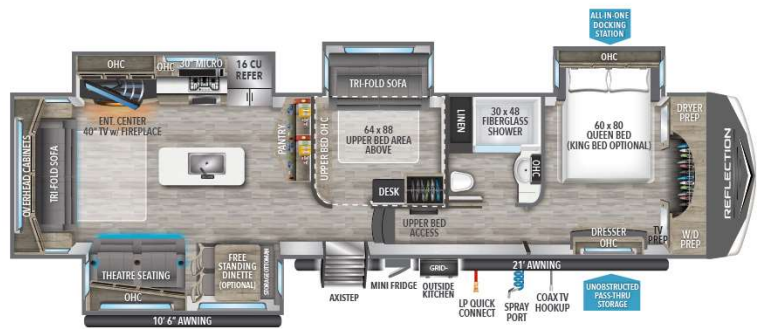 ALL-IN-ONE
DOCKING
STATION
OHC
OHC
30" MICRO
16 CU
REFER
ENT. CENTER
40" TV w/ FIREPLACE
OVERHEAD CABINETS
TRI-FOLD SOFA
PANTRY
UPPER BED OHC
TRI-FOLD SOFA
64 x 88
UPPER BED AREA
ABOVE
DESK
UPPER BED
ACCESS
LINEN
30 x 48
FIBERGLASS
SHOWER
OHC
OHC
60 x 80
QUEEN BED
(KING BED OPTIONAL)
DRYER
PREP
REFLECTION
DRESSER
OHC
TV
PREP
W/D
PREP
THEATRE SEATING
OHC
FREE
STANDING
DINETTE
(OPTIONAL)
STORAGE/OTTOMAN
10' 6" AWNING
AXISTEP
MINI FRIDGE
GRID
OUTSIDE
KITCHEN
21' AWNING
LP QUICK
CONNECT
SPRAY
PORT
COAX TV
HOOKUP
UNOBSTRUCTED
PASS-THRU
STORAGE